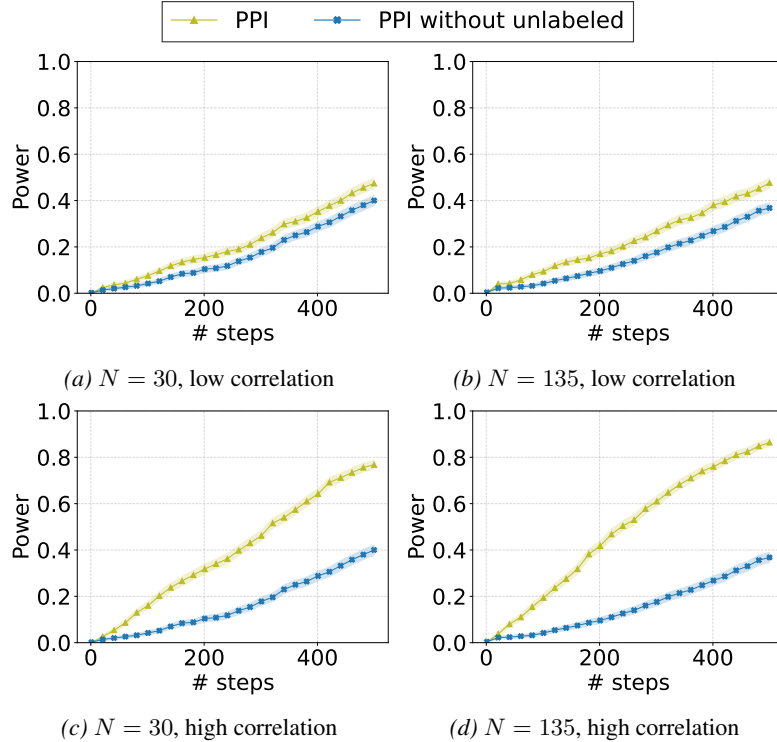 PPI PPI without unlabeled
1.0 1.0
0.8 0.8
0.6 0.6
0.4 0.4
0.2 0.2
0.0 0.0
Power Power
0 200 400 0 200 400
# steps # steps
(a) N = 30, low correlation (b) N = 135, low correlation
1.0 1.0
0.8 0.8
0.6 0.6
0.4 0.4
0.2 0.2
0.0 0.0
Power Power
0 200 400 0 200 400
# steps # steps
(c) N = 30, high correlation (d) N = 135, high correlation